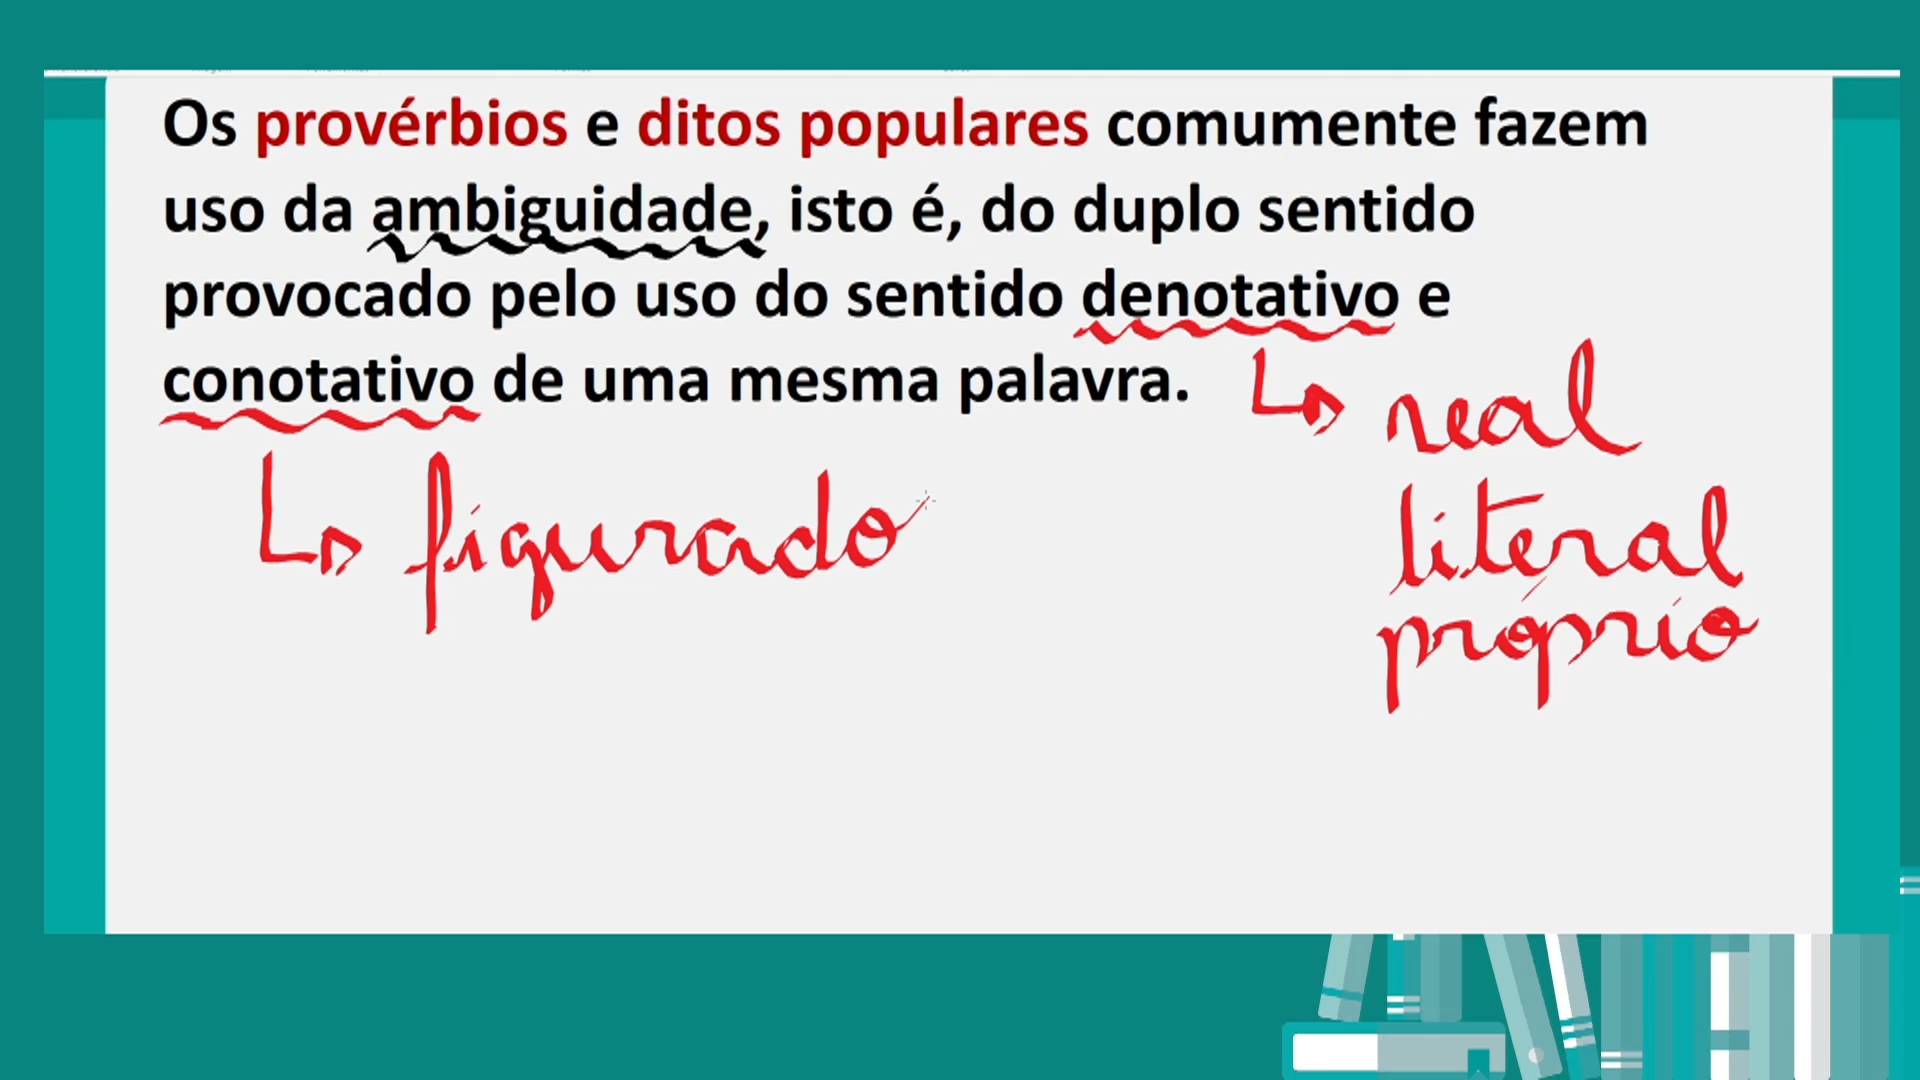 Os provérbios e ditos populares comumente fazem
uso da ambiguidade, isto é, do duplo sentido
provocado pelo uso do sentido denotativo e
conotativo de uma mesma palavra.
real
figurado
literal
próprio